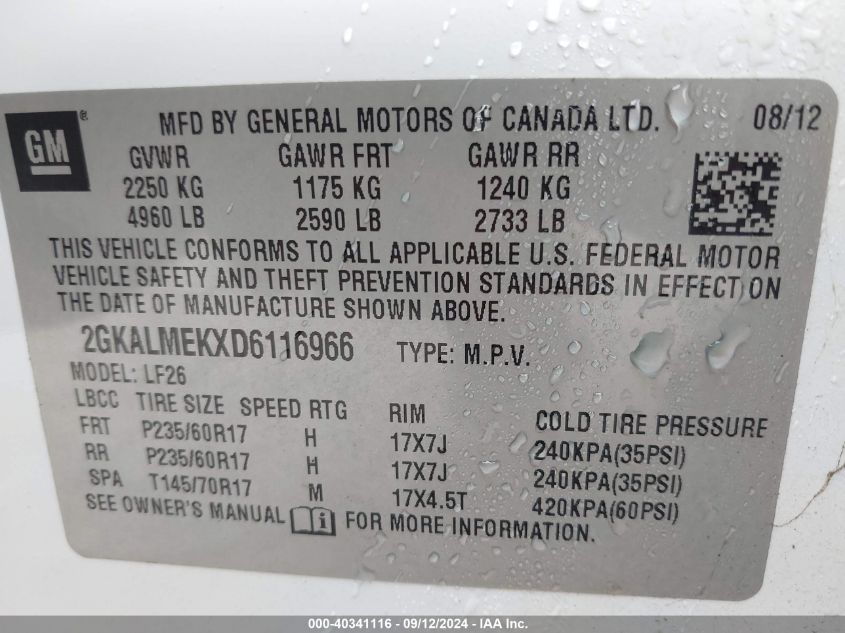 GM ® MFD BY GENERAL MOTORS OF CANADA LTD. 08/12
GVWR GAWR FRT GAWR RR
2250 KG 1175 KG 1240 KG
4960 LB 2590 LB 2733 LB
THIS VEHICLE CONFORMS TO ALL APPLICABLE U.S. FEDERAL MOTOR
VEHICLE SAFETY AND THEFT PREVENTION STANDARDS IN EFFECT ON
THE DATE OF MANUFACTURE SHOWN ABOVE.
2GKALMEKXD6116966 TYPE: M.P.V.
MODEL: LF26
LBCC TIRE SIZE SPEED RTG RIM COLD TIRE PRESSURE
FRT P235/60R17 H 17X7J 240KPA(35PSI)
RR P235/60R17 H 17X7J 240KPA(35PSI)
SPA T145/70R17 M 17X4.5T 420KPA(60PSI)
SEE OWNER'S MANUAL i FOR MORE INFORMATION.
000-40341116 - 09/12/2024 - IAA Inc.